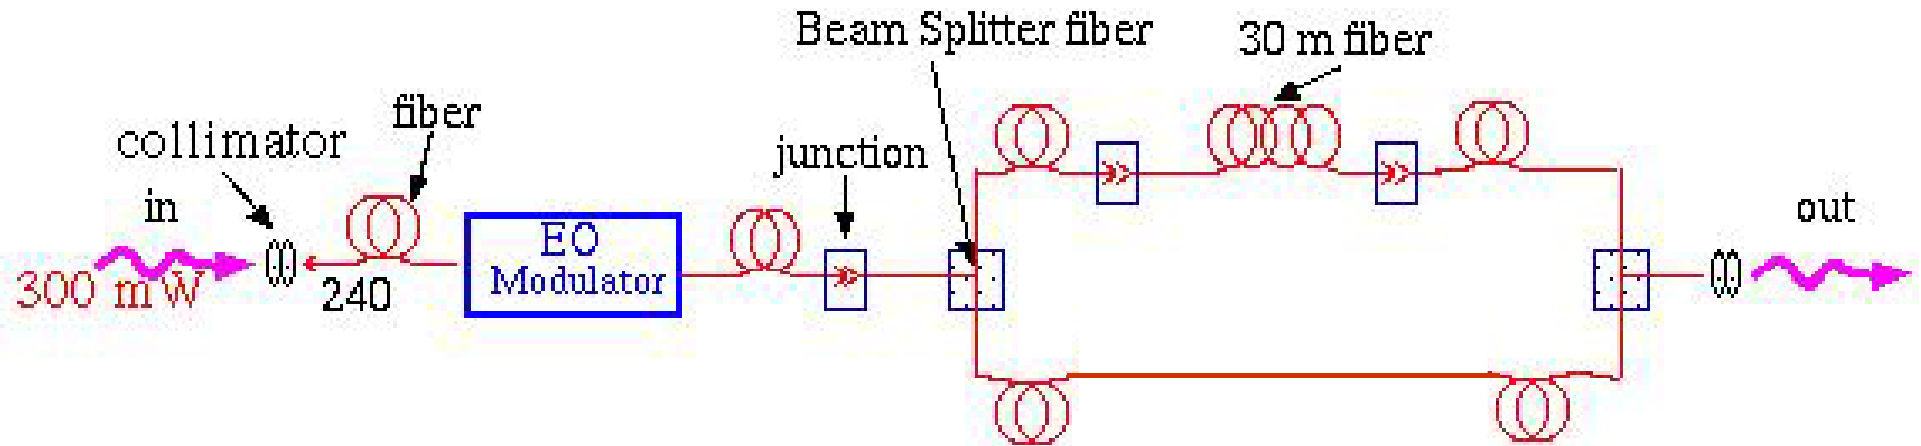 Beam Splitter fiber
30 m fiber
fiber
collimator
junction
in
out
EO
Modulator
300 mW
240